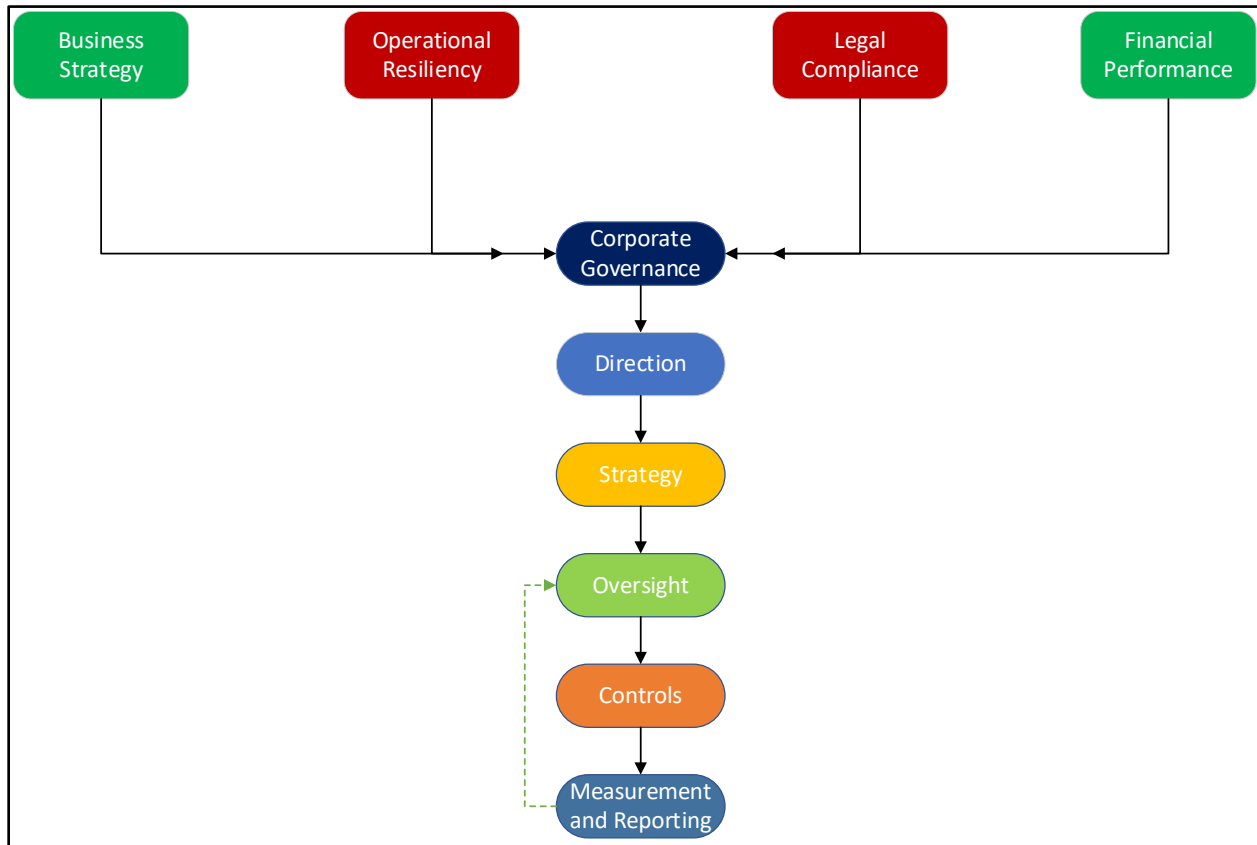 Business
Strategy
Operational
Resiliency
Legal
Compliance
Financial
Performance
Corporate
Governance
Direction
Strategy
Oversight
Controls
Measurement
and Reporting